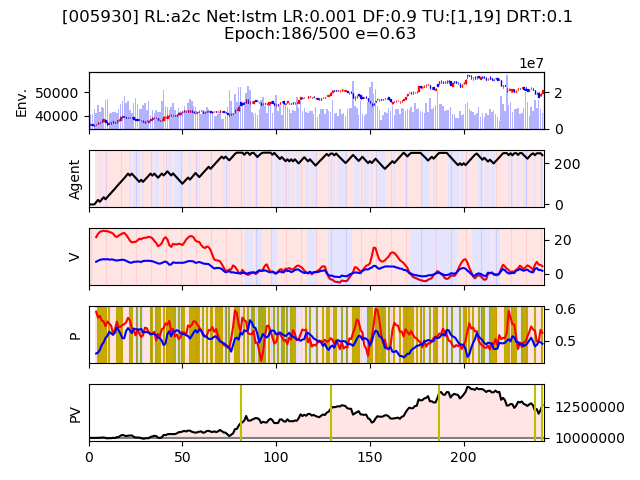 [005930] RL:a2c Net:lstm LR:0.001 DF:0.9 TU:[1,19] DRT:0.1
Epoch:186/500 e=0.63
1e7
Env.
50000
40000
2
0
Agent
200
0
V
20
0
P
0.6
0.5
PV
12500000
10000000
0 50 100 150 200